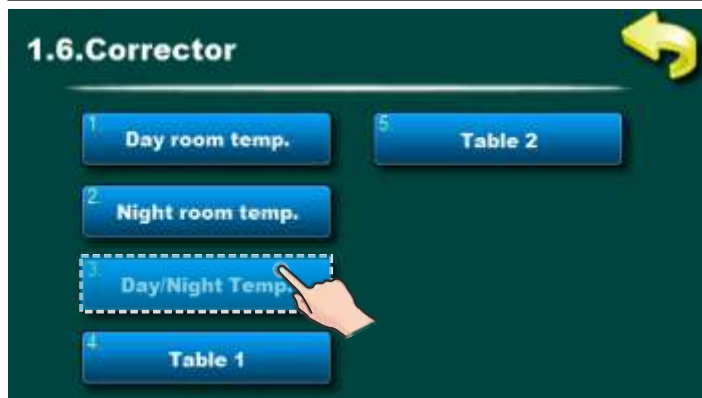 1.6.Corrector
1. Day room temp.
2. Night room temp.
3. Day/Night Temp.
4. Table 1
5. Table 2